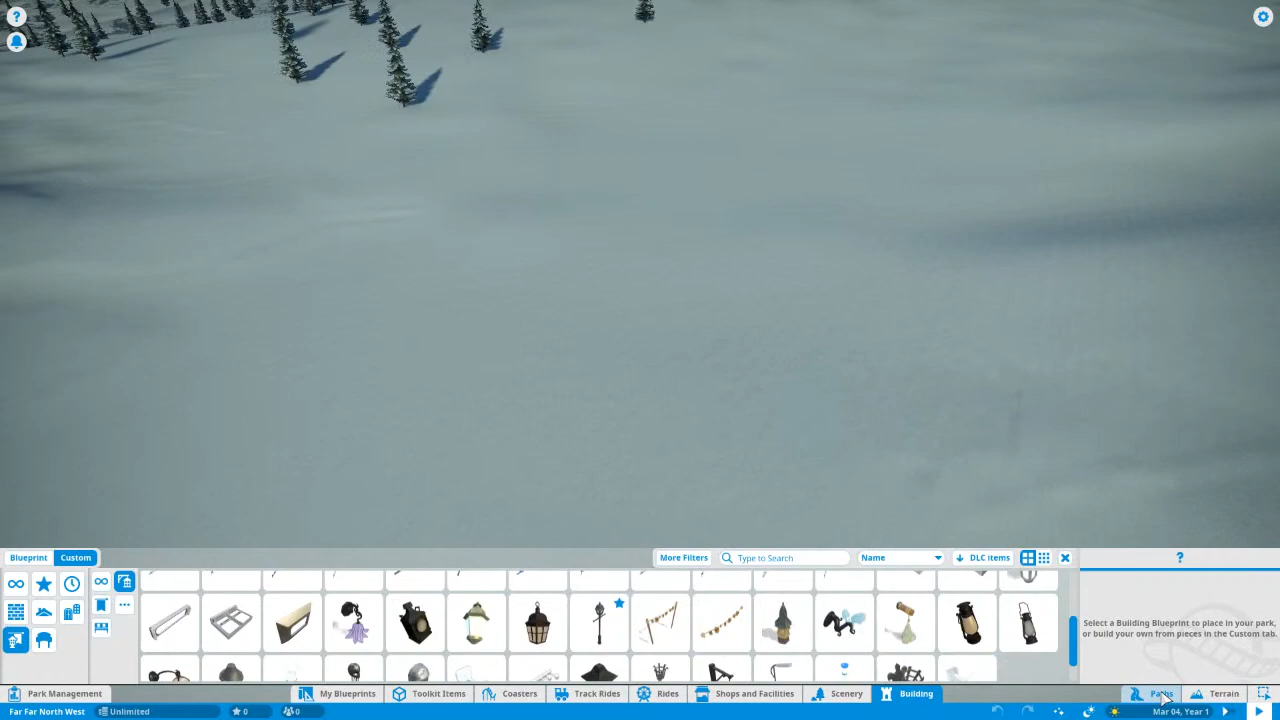 Blueprint Custom More Filters Type to Search Name DLC Items
Select a Building Blueprint to place in your park,
or build your own from pieces in the Custom tab.
Park Management My Blueprints Toolkit Items Coasters Track Rides Rides Shops and Facilities Scenery Building Paths Terrain
Far Far North West Unlimited 0 0 Mar 04, Year 1